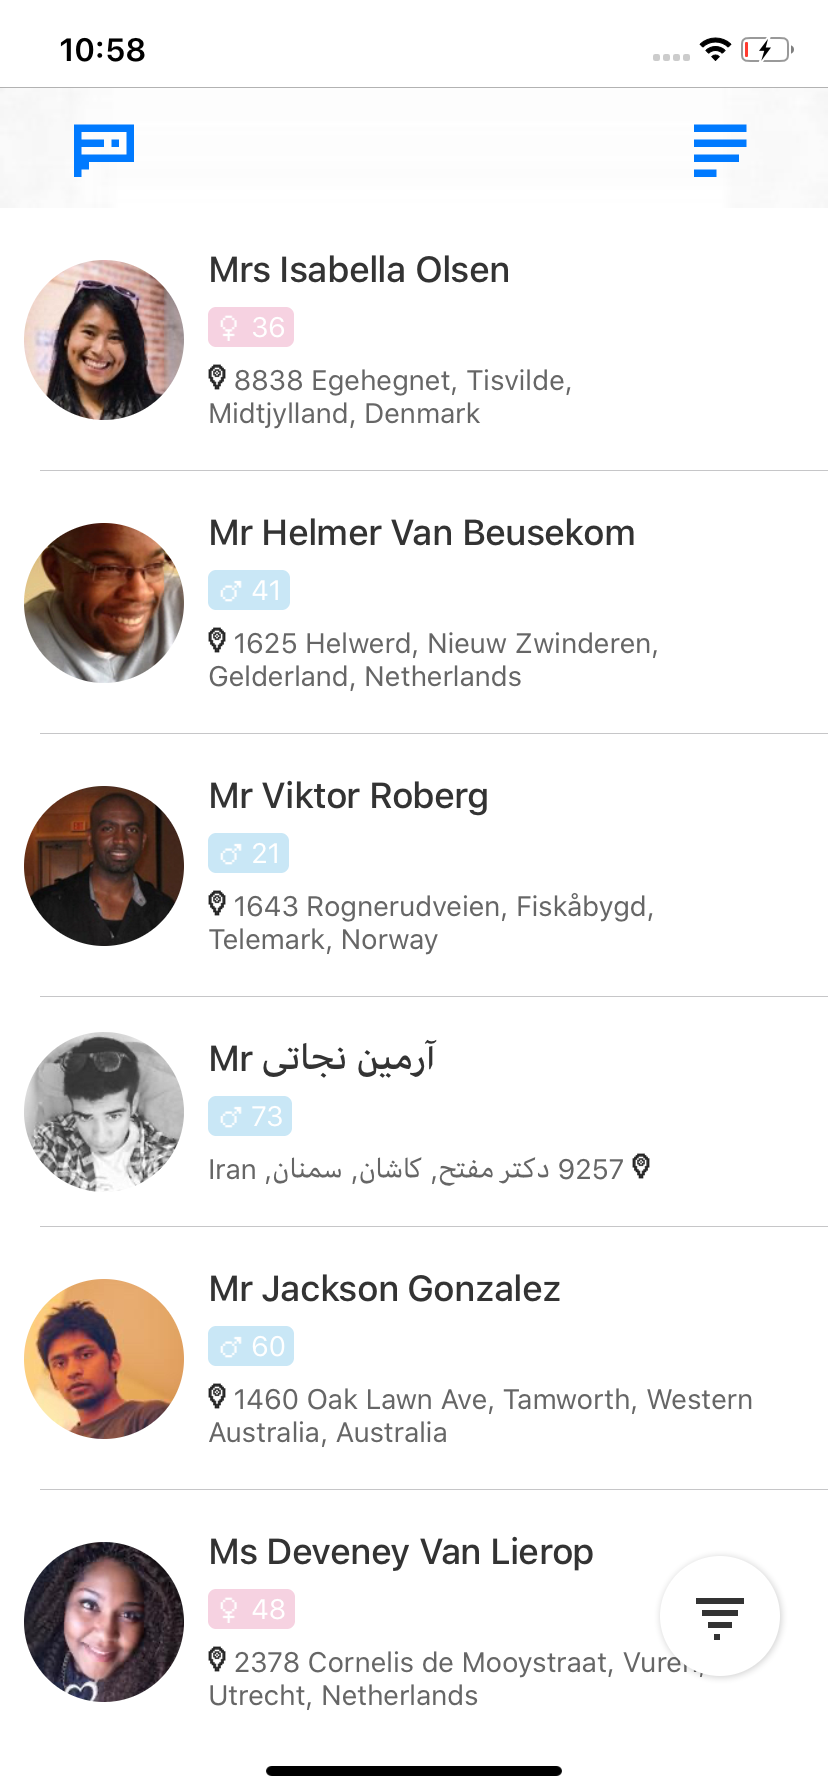 10:58
Mrs Isabella Olsen
♀ 36
8838 Egehegnet, Tisvilde,
Midtjylland, Denmark
Mr Helmer Van Beusekom
♂ 41
1625 Helwerd, Nieuw Zwinderen,
Gelderland, Netherlands
Mr Viktor Roberg
♂ 21
1643 Rognerudveien, Fiskåbygd,
Telemark, Norway
Mr آرمین نجاتی
♂ 73
9257 دکتر مفتح, کاشان, سمنان, Iran
Mr Jackson Gonzalez
♂ 60
1460 Oak Lawn Ave, Tamworth, Western
Australia, Australia
Ms Deveney Van Lierop
♀ 48
2378 Cornelis de Mooystraat, Vuren,
Utrecht, Netherlands